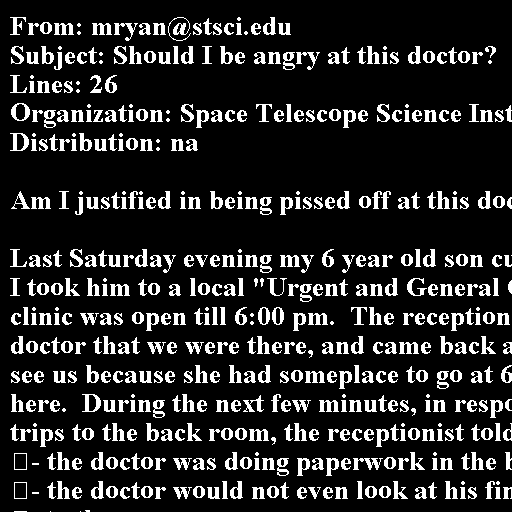 From: mryan@stsci.edu
Subject: Should I be angry at this doctor?
Lines: 26
Organization: Space Telescope Science Inst
Distribution: na
Am I justified in being pissed off at this doc
Last Saturday evening my 6 year old son cu
I took him to a local "Urgent and General
clinic was open till 6:00 pm. The reception
doctor that we were there, and came back a
see us because she had someplace to go at 6
here. During the next few minutes, in respo
trips to the back room, the receptionist told
- the doctor was doing paperwork in the b
- the doctor would not even look at his fin